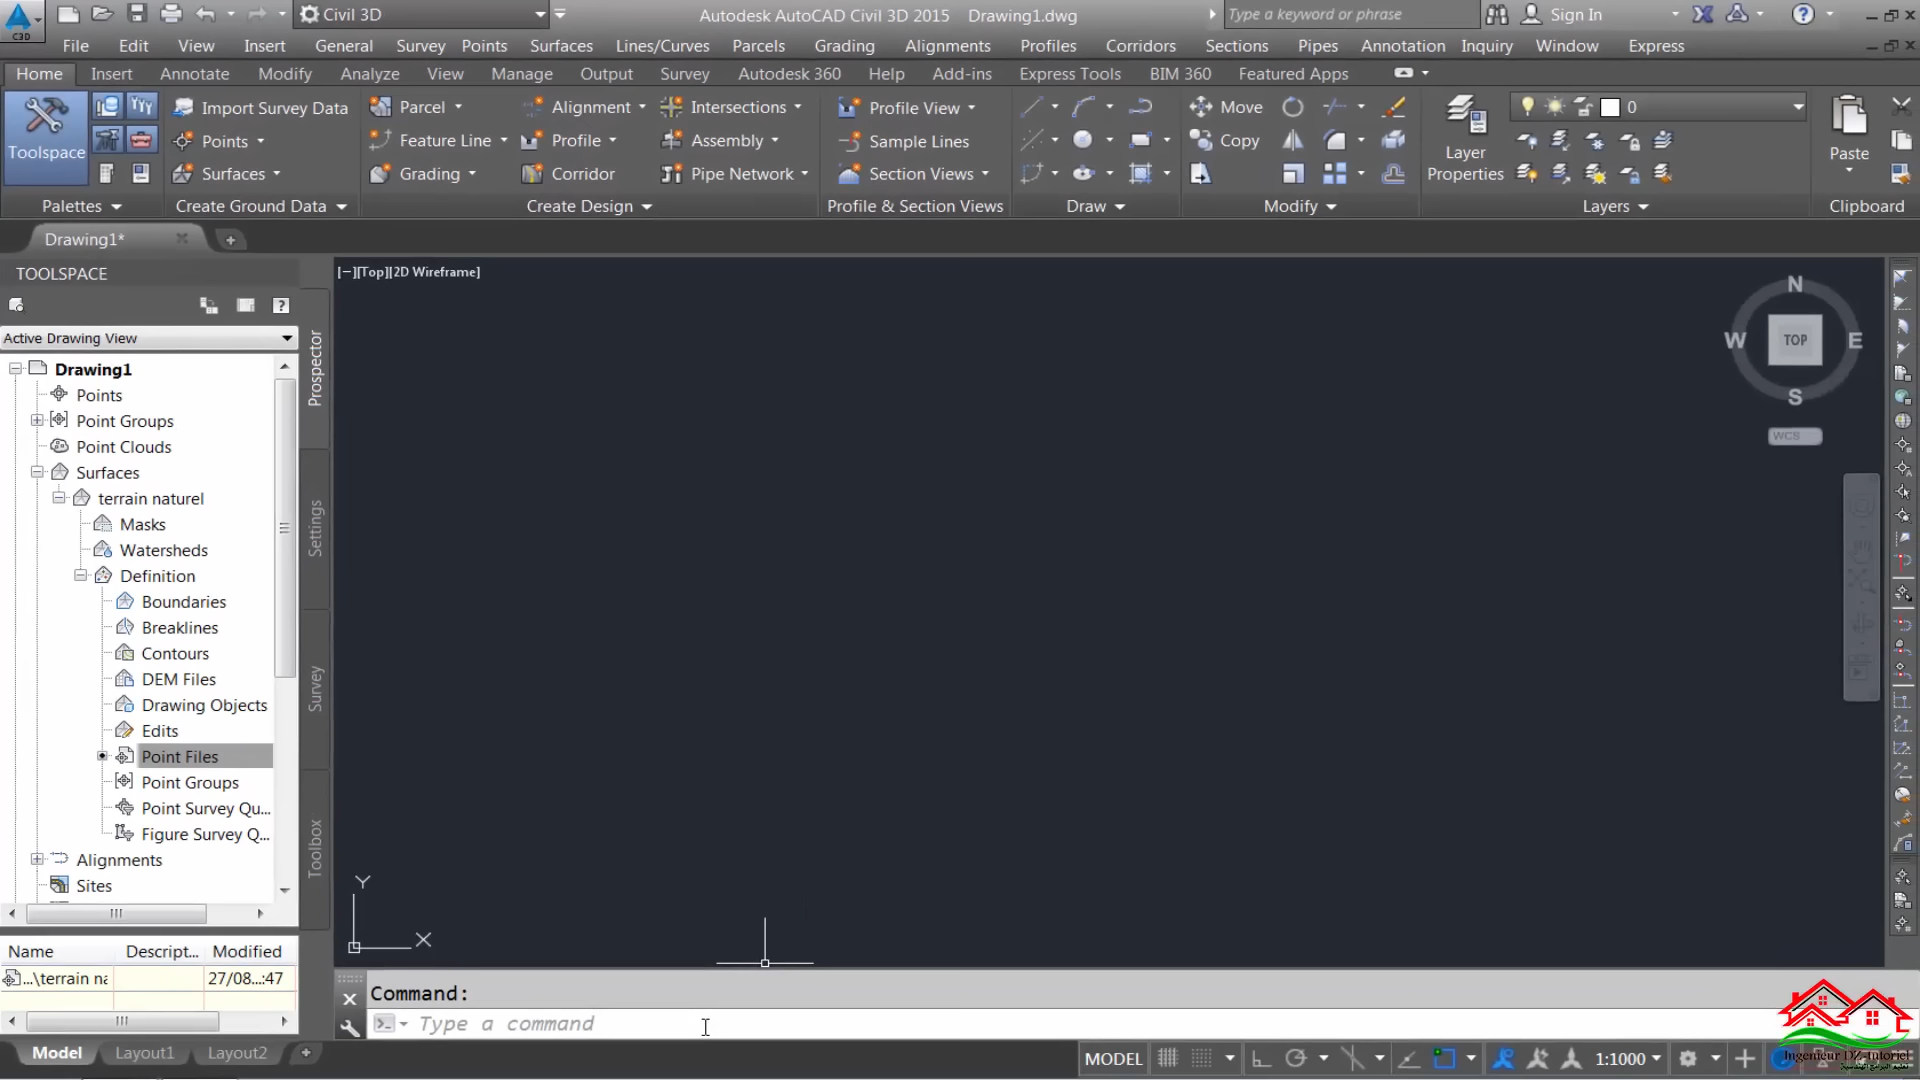 Civil 3D
Autodesk AutoCAD Civil 3D 2015 Drawing1.dwg
Type a keyword or phrase
Sign In
C3D
File Edit View Insert General Survey Points Surfaces Lines/Curves Parcels Grading Alignments Profiles Corridors Sections Pipes Annotation Inquiry Window Express
Home Insert Annotate Modify Analyze View Manage Output Survey Autodesk 360 Help Add-ins Express Tools BIM 360 Featured Apps
Import Survey Data Parcel Alignment Intersections Profile View Move 0
Toolspace Points Feature Line Profile Assembly Sample Lines Copy Layer Properties Paste
Surfaces Grading Corridor Pipe Network Section Views
Palettes Create Ground Data Create Design Profile & Section Views Draw Modify Layers Clipboard
Drawing1*
TOOLSPACE
[−][Top][2D Wireframe]
Active Drawing View
Drawing1
Points
Point Groups
Point Clouds
Surfaces
terrain naturel
Masks
Watersheds
Definition
Boundaries
Breaklines
Contours
DEM Files
Drawing Objects
Edits
Point Files
Point Groups
Point Survey Qu...
Figure Survey Q...
Alignments
Sites
Prospector
Settings
Survey
Toolbox
N
W TOP E
S
WCS
Y
X
Name Descript... Modified
...\terrain na 27/08...:47
Command:
Type a command
Model Layout1 Layout2
MODEL 1:1000
Ingenieur DZ-tutoriel